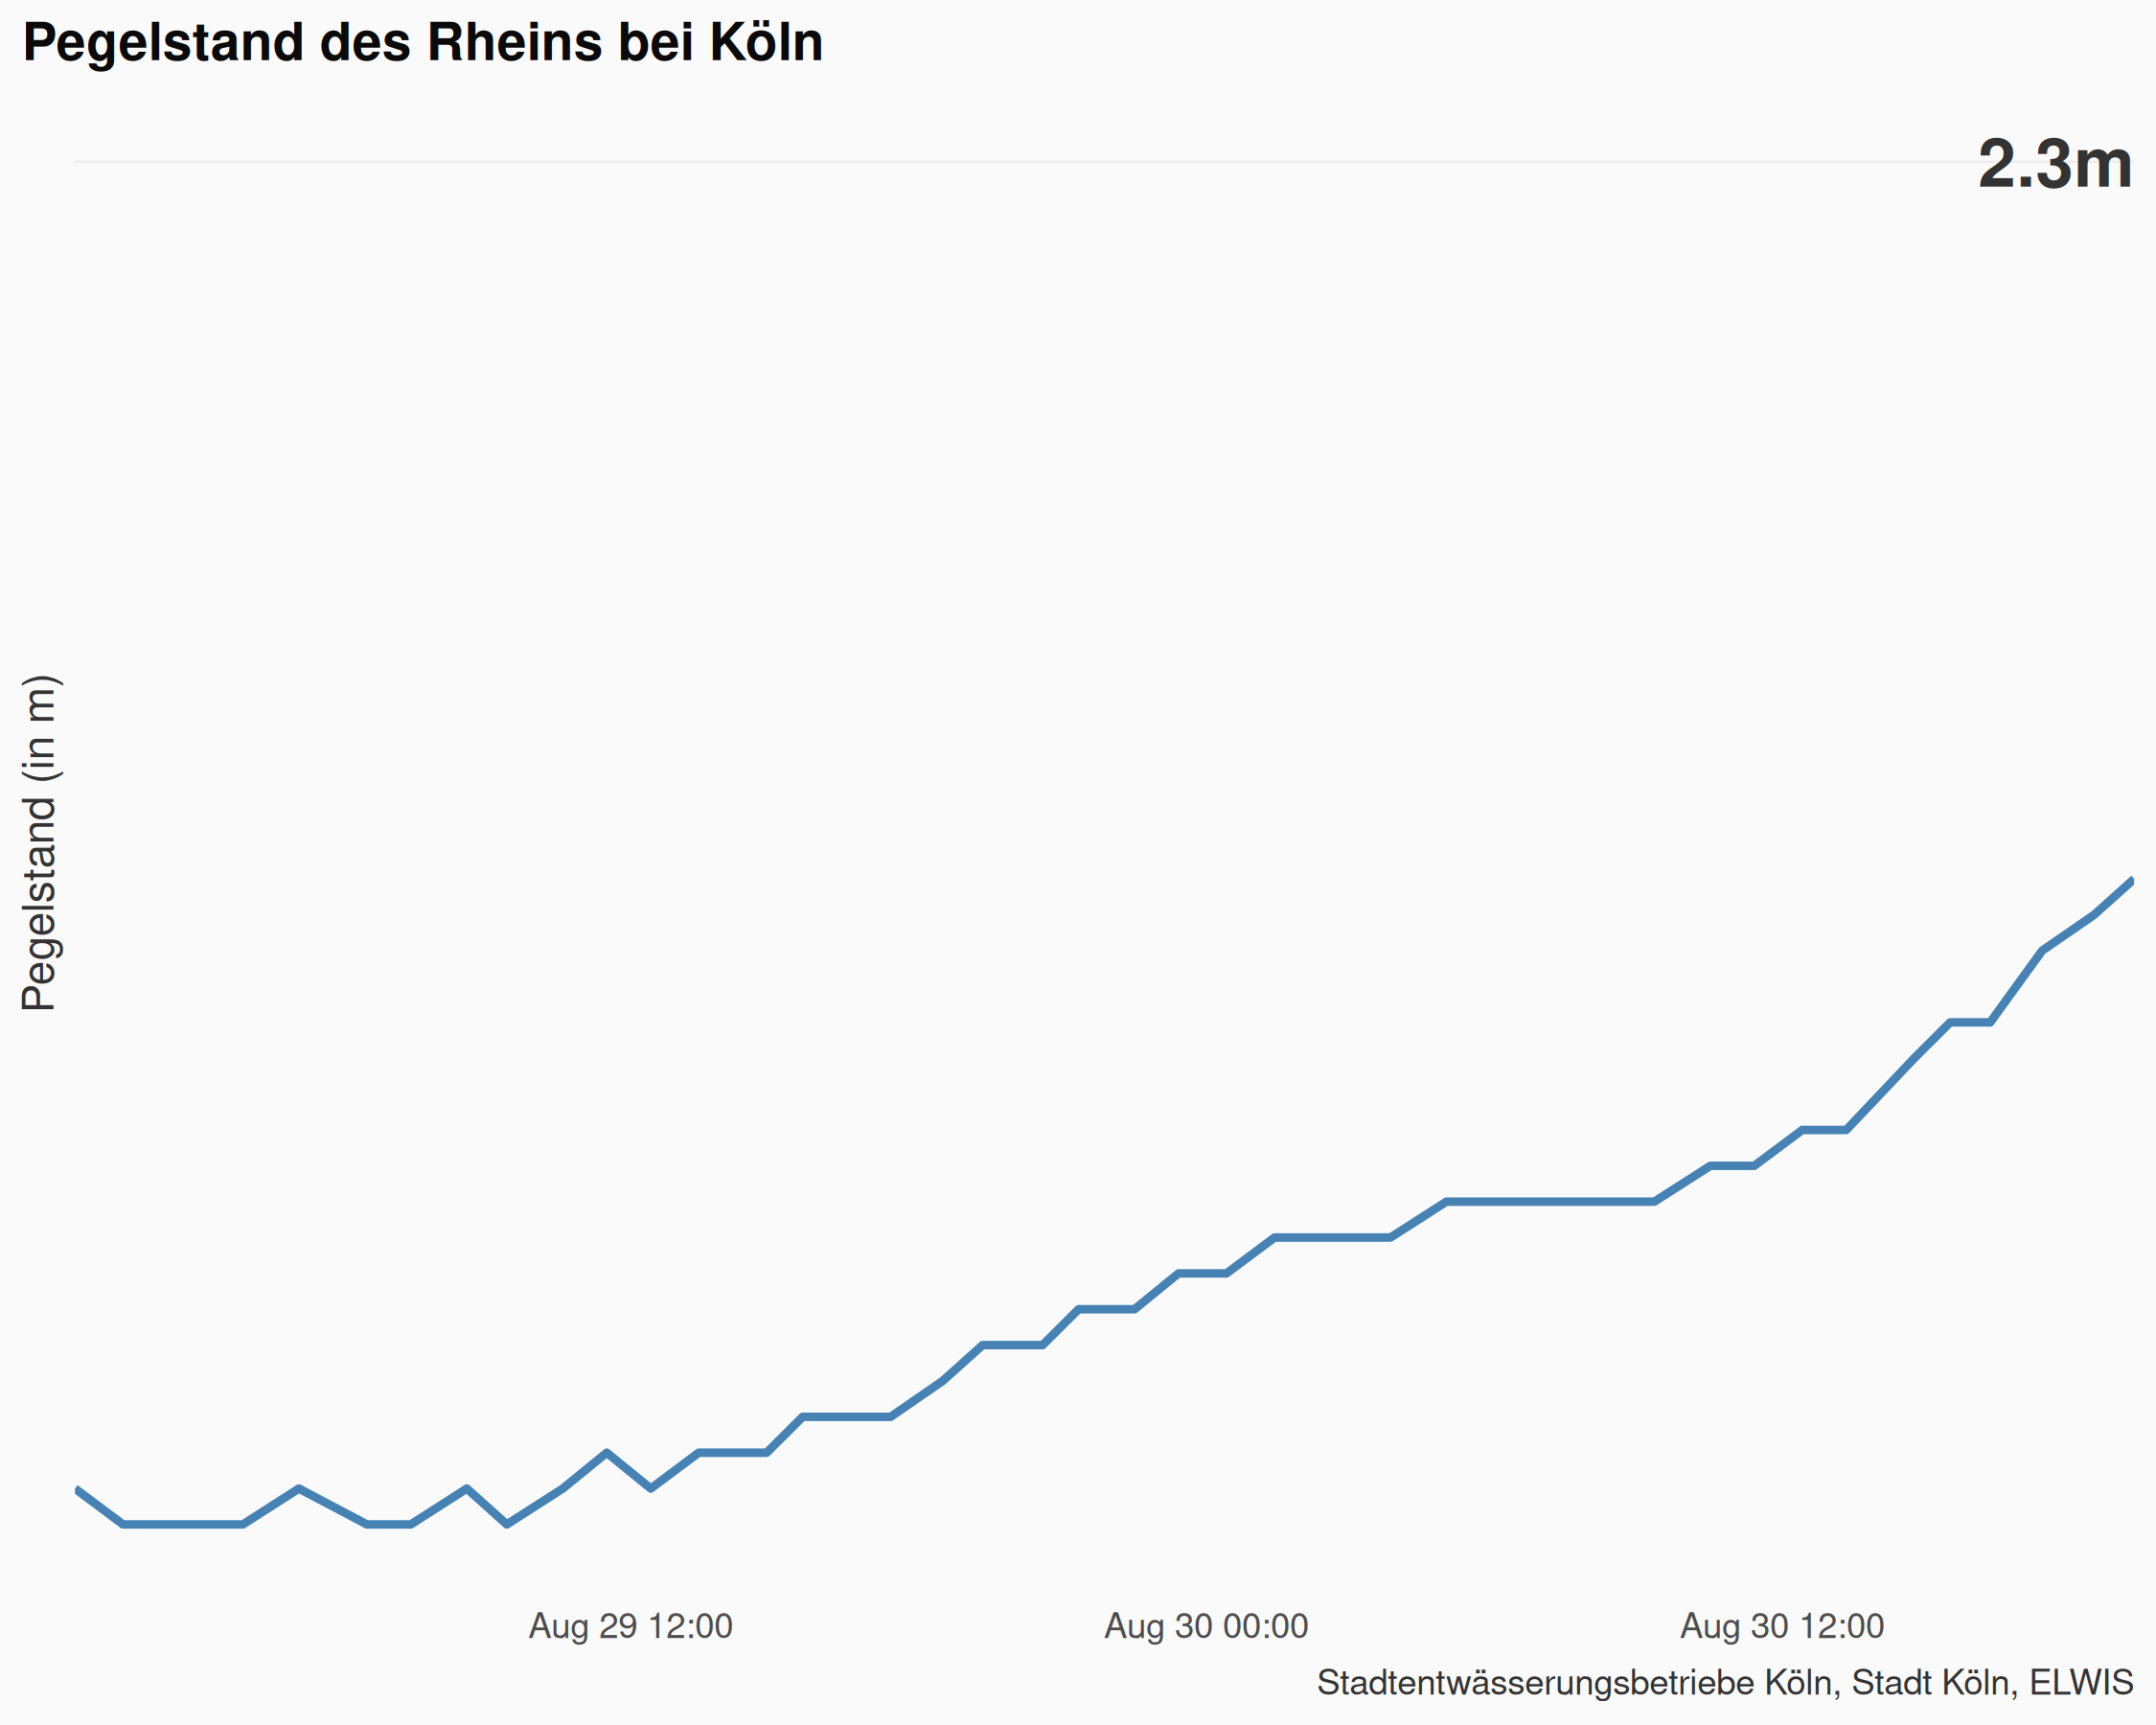 Pegelstand des Rheins bei Köln
2.3m
Pegelstand (in m)
Aug 29 12:00
Aug 30 00:00
Aug 30 12:00
Stadtentwässerungsbetriebe Köln, Stadt Köln, ELWIS